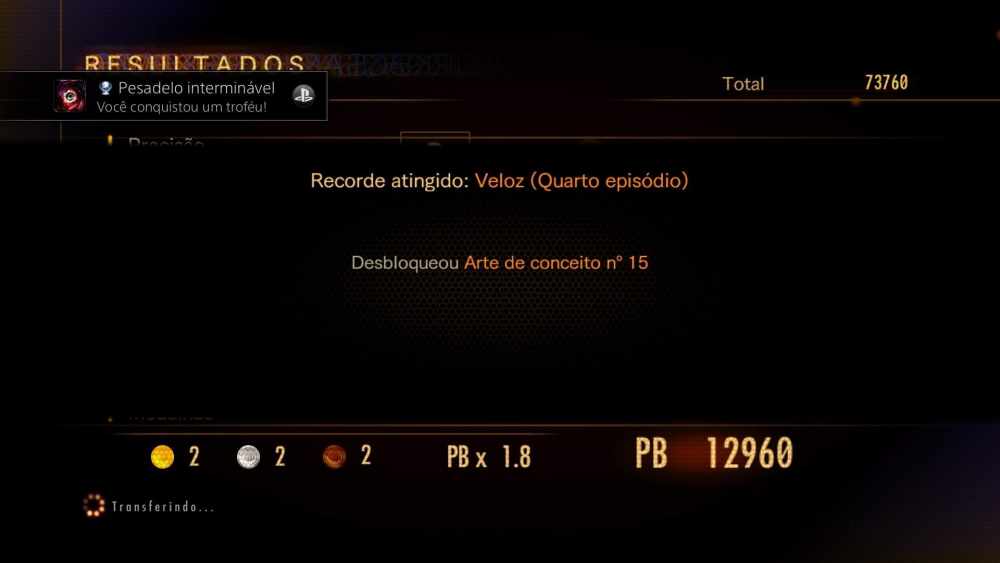 RESULTADOS
Pesadelo interminável
Você conquistou um troféu!
Total 73760
Precisão
Recorde atingido: Veloz (Quarto episódio)
Desbloqueou Arte de conceito n° 15
2 2 2 PB x 1.8 PB 12960
Transferindo...